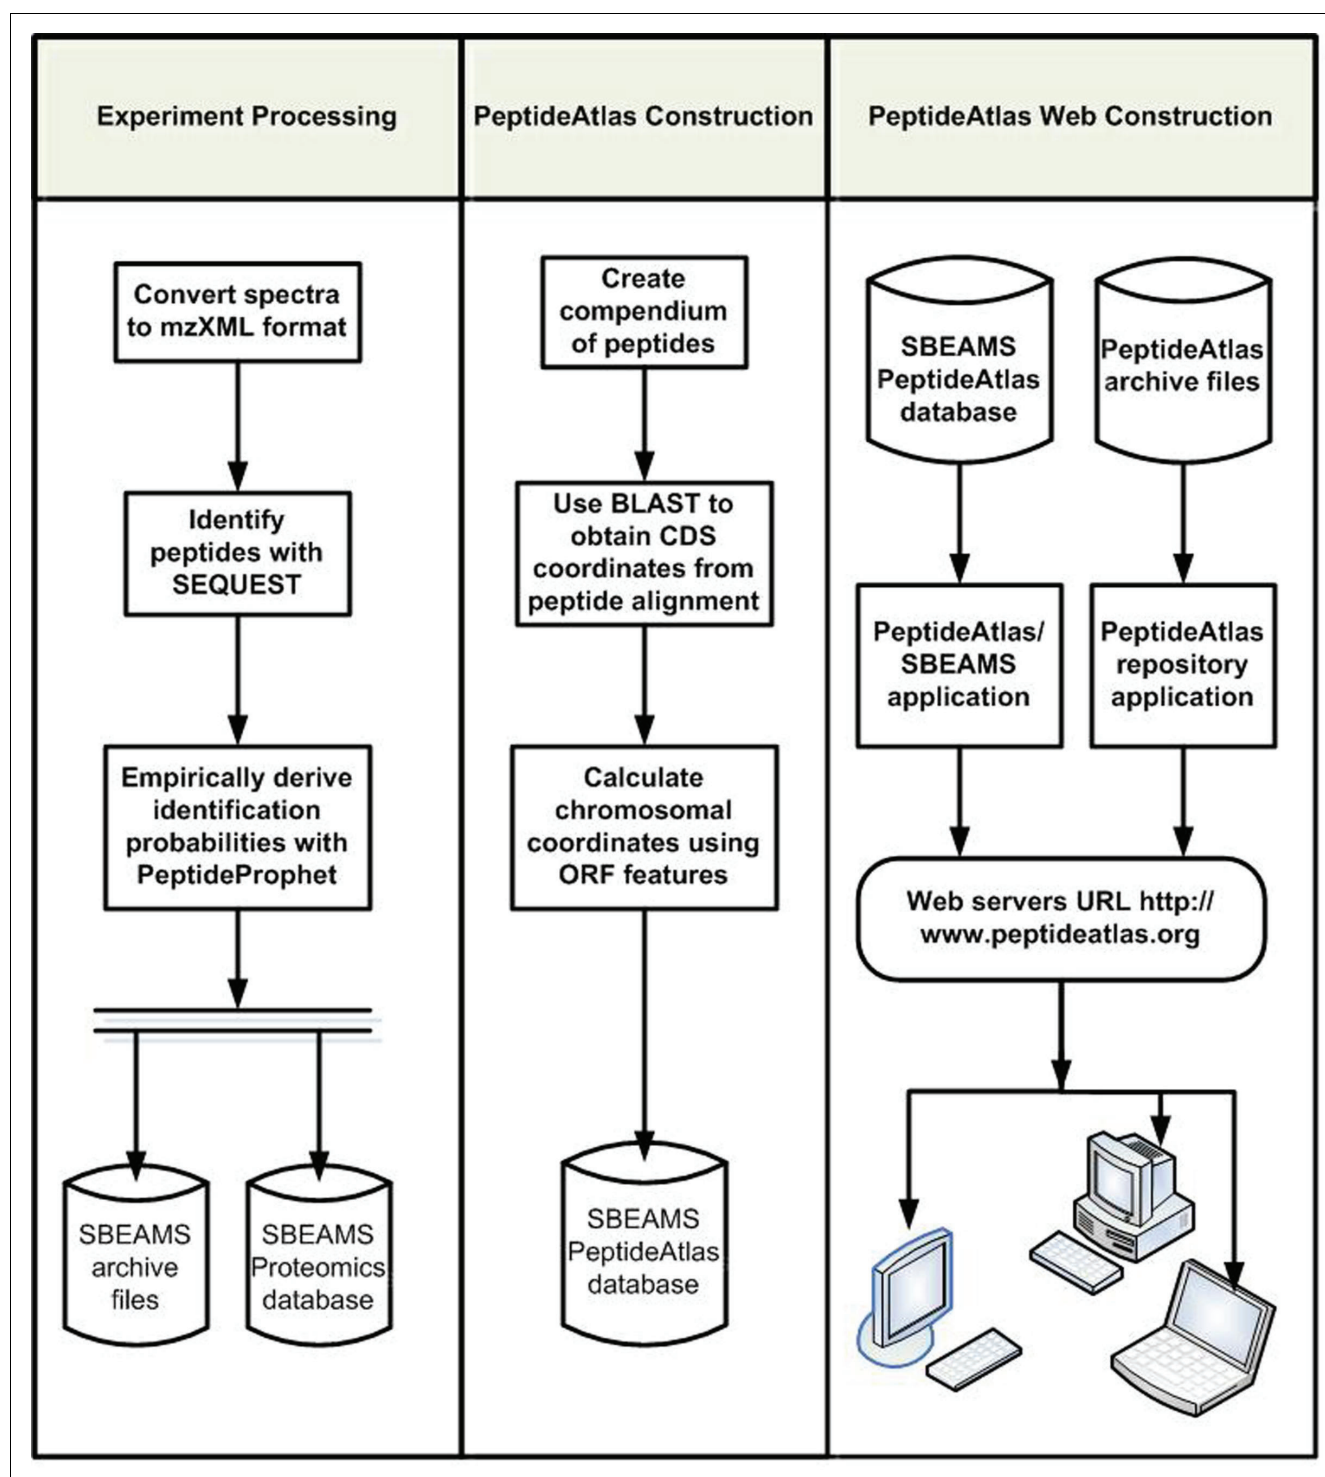 Experiment Processing
PeptideAtlas Construction
PeptideAtlas Web Construction
Convert spectra
to mzXML format
Identify
peptides with
SEQUEST
Empirically derive
identification
probabilities with
PeptideProphet
SBEAMS
archive
files
SBEAMS
Proteomics
database
Create
compendium
of peptides
Use BLAST to
obtain CDS
coordinates from
peptide alignment
Calculate
chromosomal
coordinates using
ORF features
SBEAMS
PeptideAtlas
database
SBEAMS
PeptideAtlas
database
PeptideAtlas
archive files
PeptideAtlas/
SBEAMS
application
PeptideAtlas
repository
application
Web servers URL http://
www.peptideatlas.org